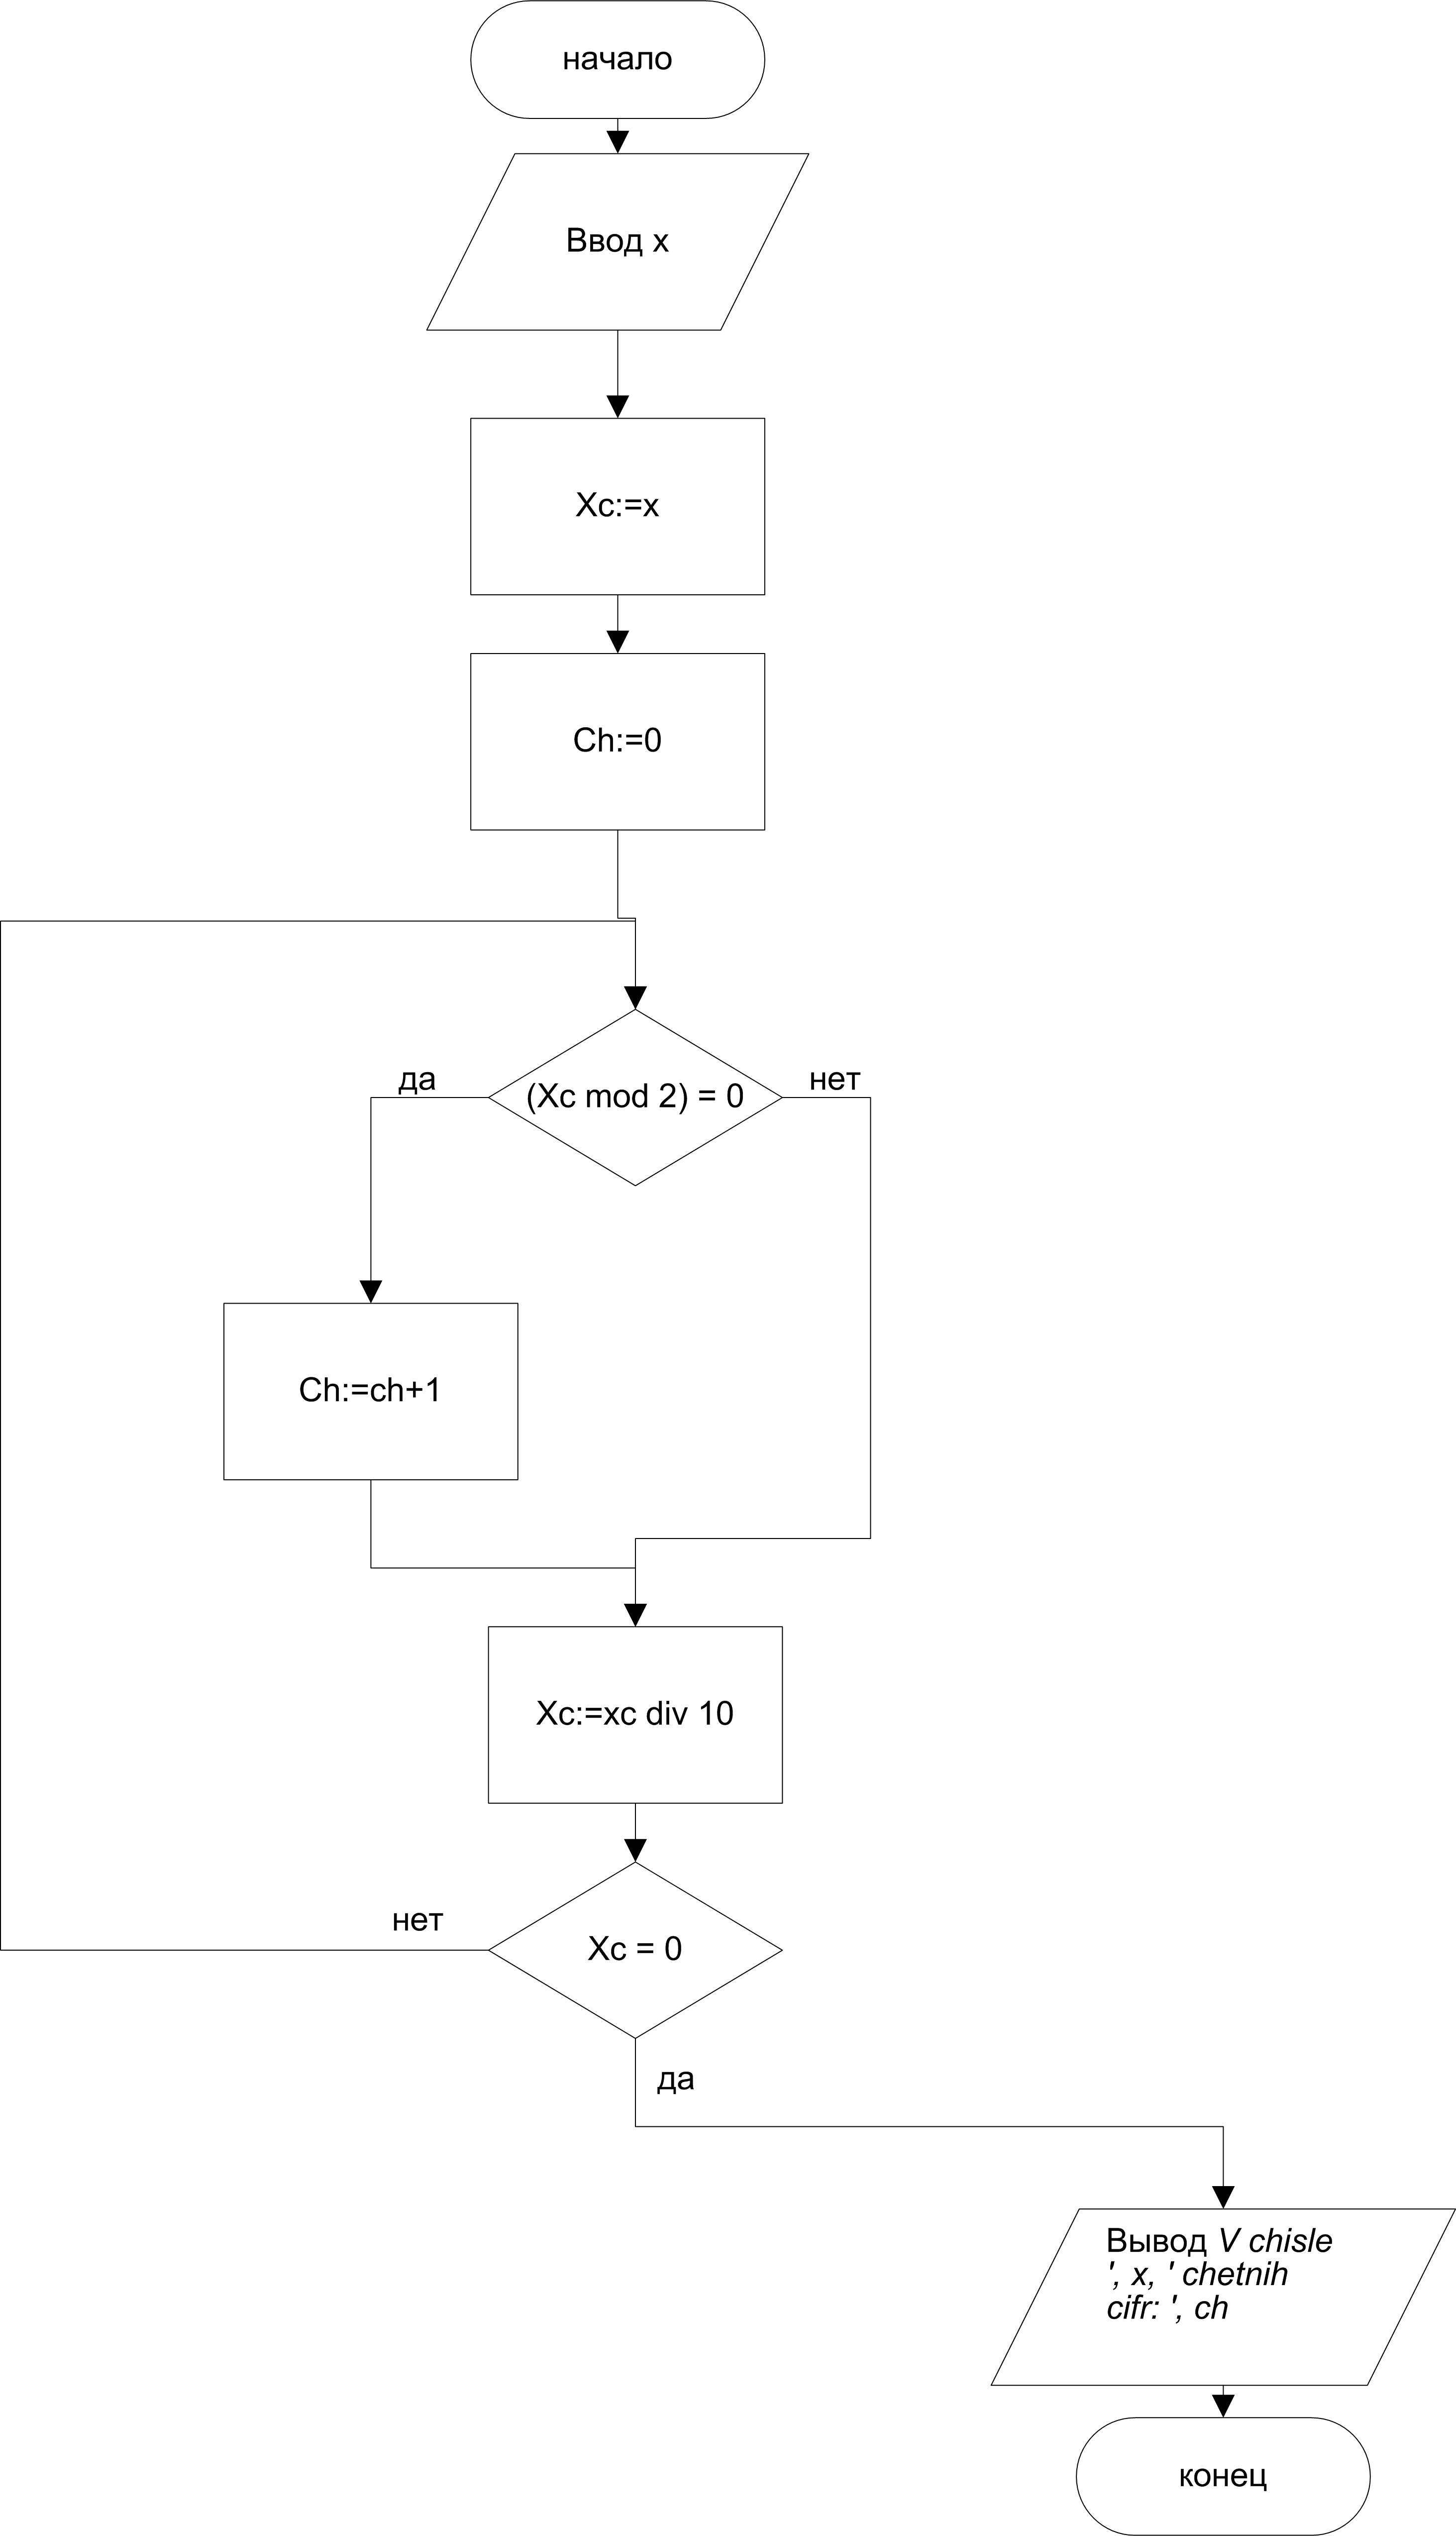 начало
Ввод x
Xc:=x
Ch:=0
да
(Xc mod 2) = 0
нет
Ch:=ch+1
Xc:=xc div 10
нет
Xc = 0
да
Вывод V chisle
', x, ' chetnih
cifr: ', ch
конец